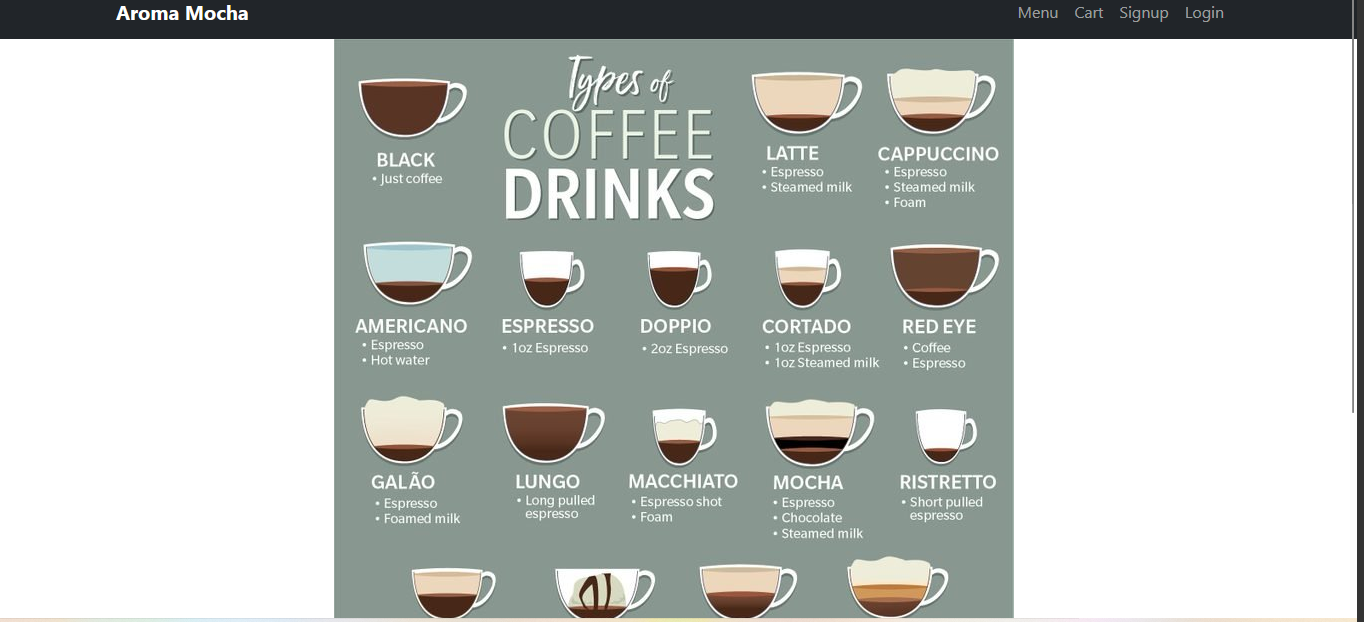 Aroma Mocha
Menu Cart Signup Login
Types of
COFFEE
DRINKS
BLACK
• Just coffee
LATTE
• Espresso
• Steamed milk
CAPPUCCINO
• Espresso
• Steamed milk
• Foam
AMERICANO
• Espresso
• Hot water
ESPRESSO
• 1oz Espresso
DOPPIO
• 2oz Espresso
CORTADO
• 1oz Espresso
• 1oz Steamed milk
RED EYE
• Coffee
• Espresso
GALÃO
• Espresso
• Foamed milk
LUNGO
• Long pulled
espresso
MACCHIATO
• Espresso shot
• Foam
MOCHA
• Espresso
• Chocolate
• Steamed milk
RISTRETTO
• Short pulled
espresso